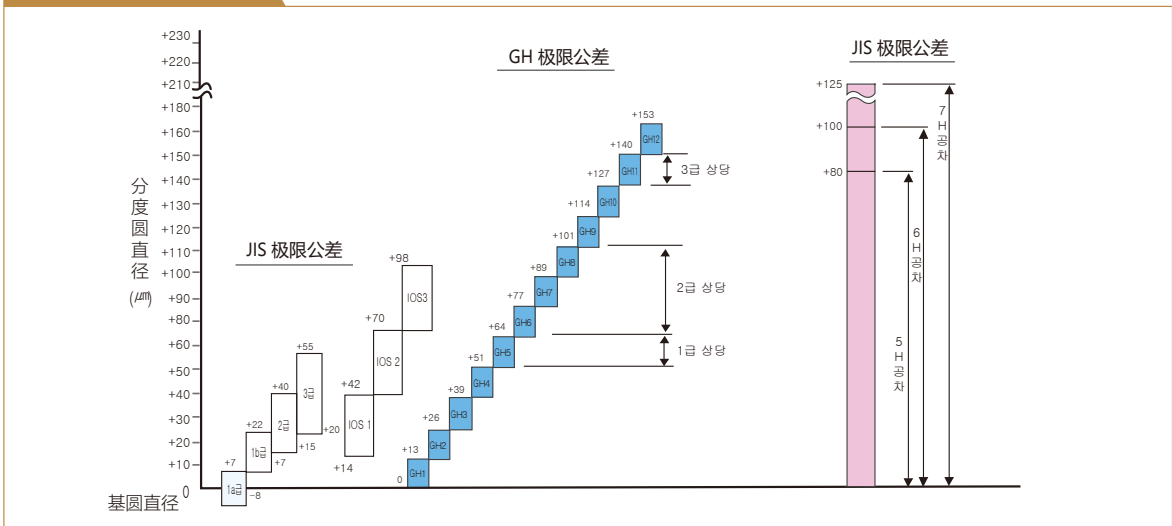 GH 极限公差
JIS 极限公差
JIS 极限公差
分度圆直径
(㎛)
+230
+220
+210
+180
+160
+150
+140
+130
+120
+110
+100
+90
+80
+60
+50
+40
+30
+20
+10
0
基圆直径
1a급
+7
-8
1b급
+22
+7
2급
+40
+15
3급
+55
+20
IOS 1
+42
+14
IOS 2
+70
IOS3
+98
0
GH1
+13
GH2
+26
GH3
+39
GH4
+51
GH5
+64
GH6
+77
GH7
+89
GH8
+101
GH9
+114
GH10
+127
GH11
+140
GH12
+153
3급 상당
2급 상당
1급 상당
+125
+100
+80
7H공차
6H공차
5H공차